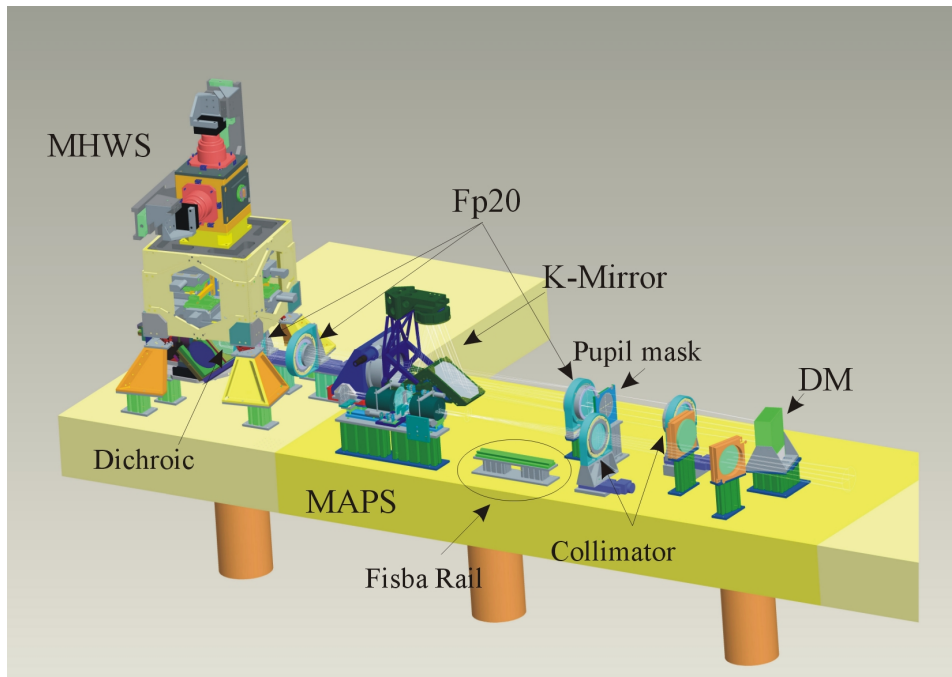 MHWS
Fp20
K-Mirror
Pupil mask
DM
Dichroic
MAPS
Collimator
Fisba Rail